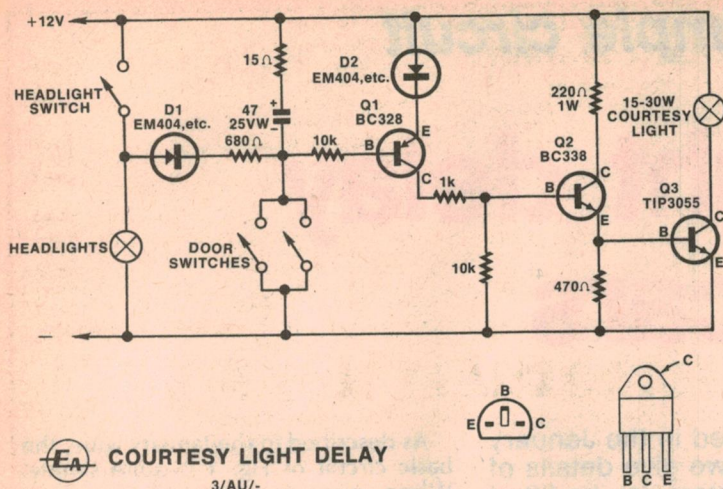 +12V
HEADLIGHT
SWITCH
D1
EM404,etc.
15Ω
+
47
25VW
−
680Ω
10k
D2
EM404,etc.
Q1
BC328
B
E
C
1k
10k
220Ω
1W
Q2
BC338
B
C
E
470Ω
15-30W
COURTESY
LIGHT
Q3
TIP3055
B
C
E
HEADLIGHTS
DOOR
SWITCHES
−
B
E
C
C
B C E
EA COURTESY LIGHT DELAY
3/AU/-